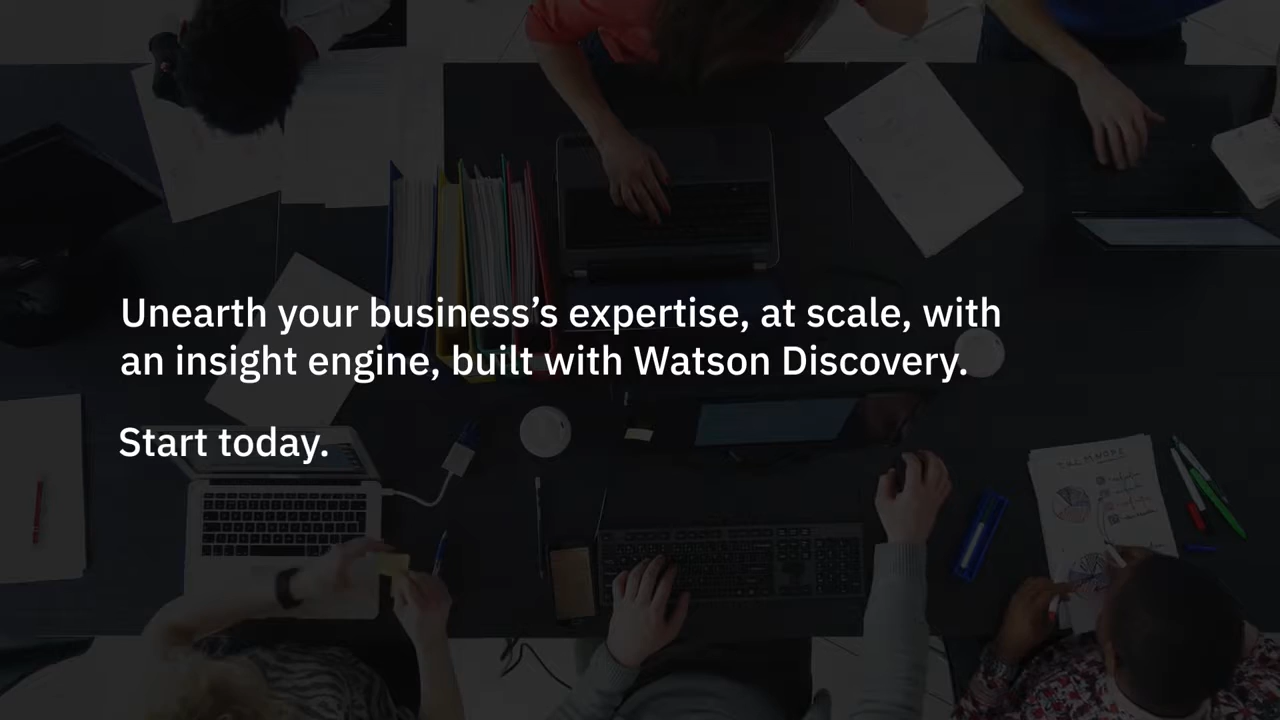 Unearth your business’s expertise, at scale, with
an insight engine, built with Watson Discovery.
Start today.